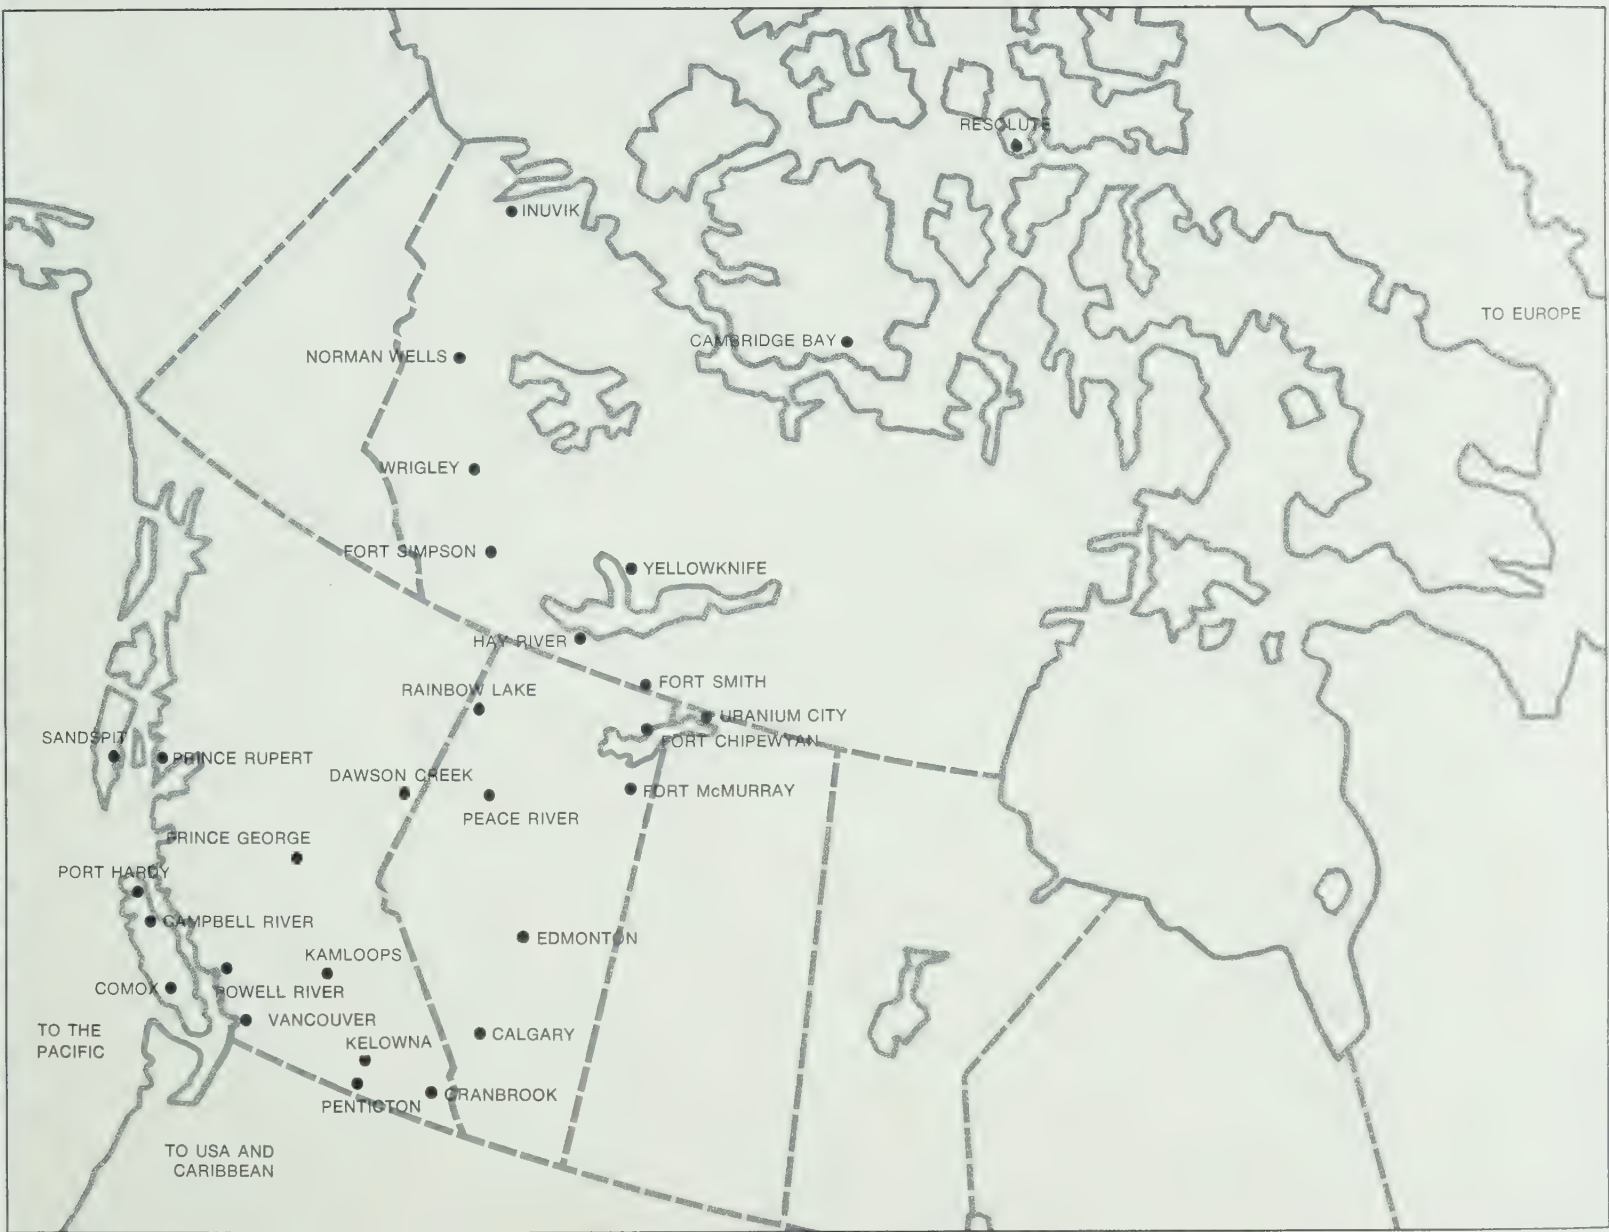 RESOLUTE
INUVIK
TO EUROPE
CAMBRIDGE BAY
NORMAN WELLS
WRIGLEY
FORT SIMPSON
YELLOWKNIFE
HAY RIVER
FORT SMITH
RAINBOW LAKE
URANIUM CITY
SANDSPIT
FORT CHIPEWYAN
PRINCE RUPERT
DAWSON CREEK
FORT McMURRAY
PEACE RIVER
PRINCE GEORGE
PORT HARDY
CAMPBELL RIVER
EDMONTON
KAMLOOPS
COMOX
POWELL RIVER
VANCOUVER
TO THE
PACIFIC
CALGARY
KELOWNA
CRANBROOK
PENTICTON
TO USA AND
CARIBBEAN